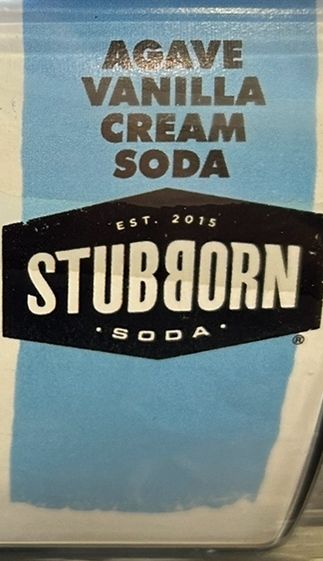 AGAVE
VANILLA
CREAM
SODA
EST. 2015
STUBBORN
· SODA ·
®